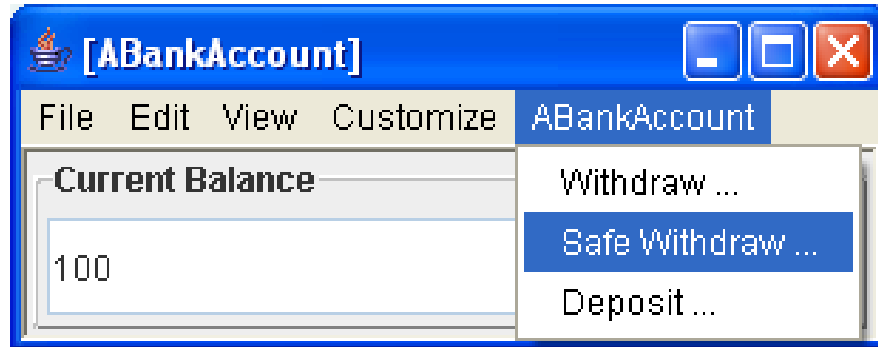 [ABankAccount]
File Edit View Customize ABankAccount
Current Balance
Withdraw ...
Safe Withdraw ...
100
Deposit ...